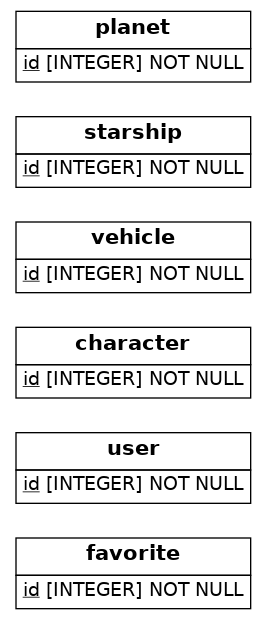 planet
id [INTEGER] NOT NULL
starship
id [INTEGER] NOT NULL
vehicle
id [INTEGER] NOT NULL
character
id [INTEGER] NOT NULL
user
id [INTEGER] NOT NULL
favorite
id [INTEGER] NOT NULL